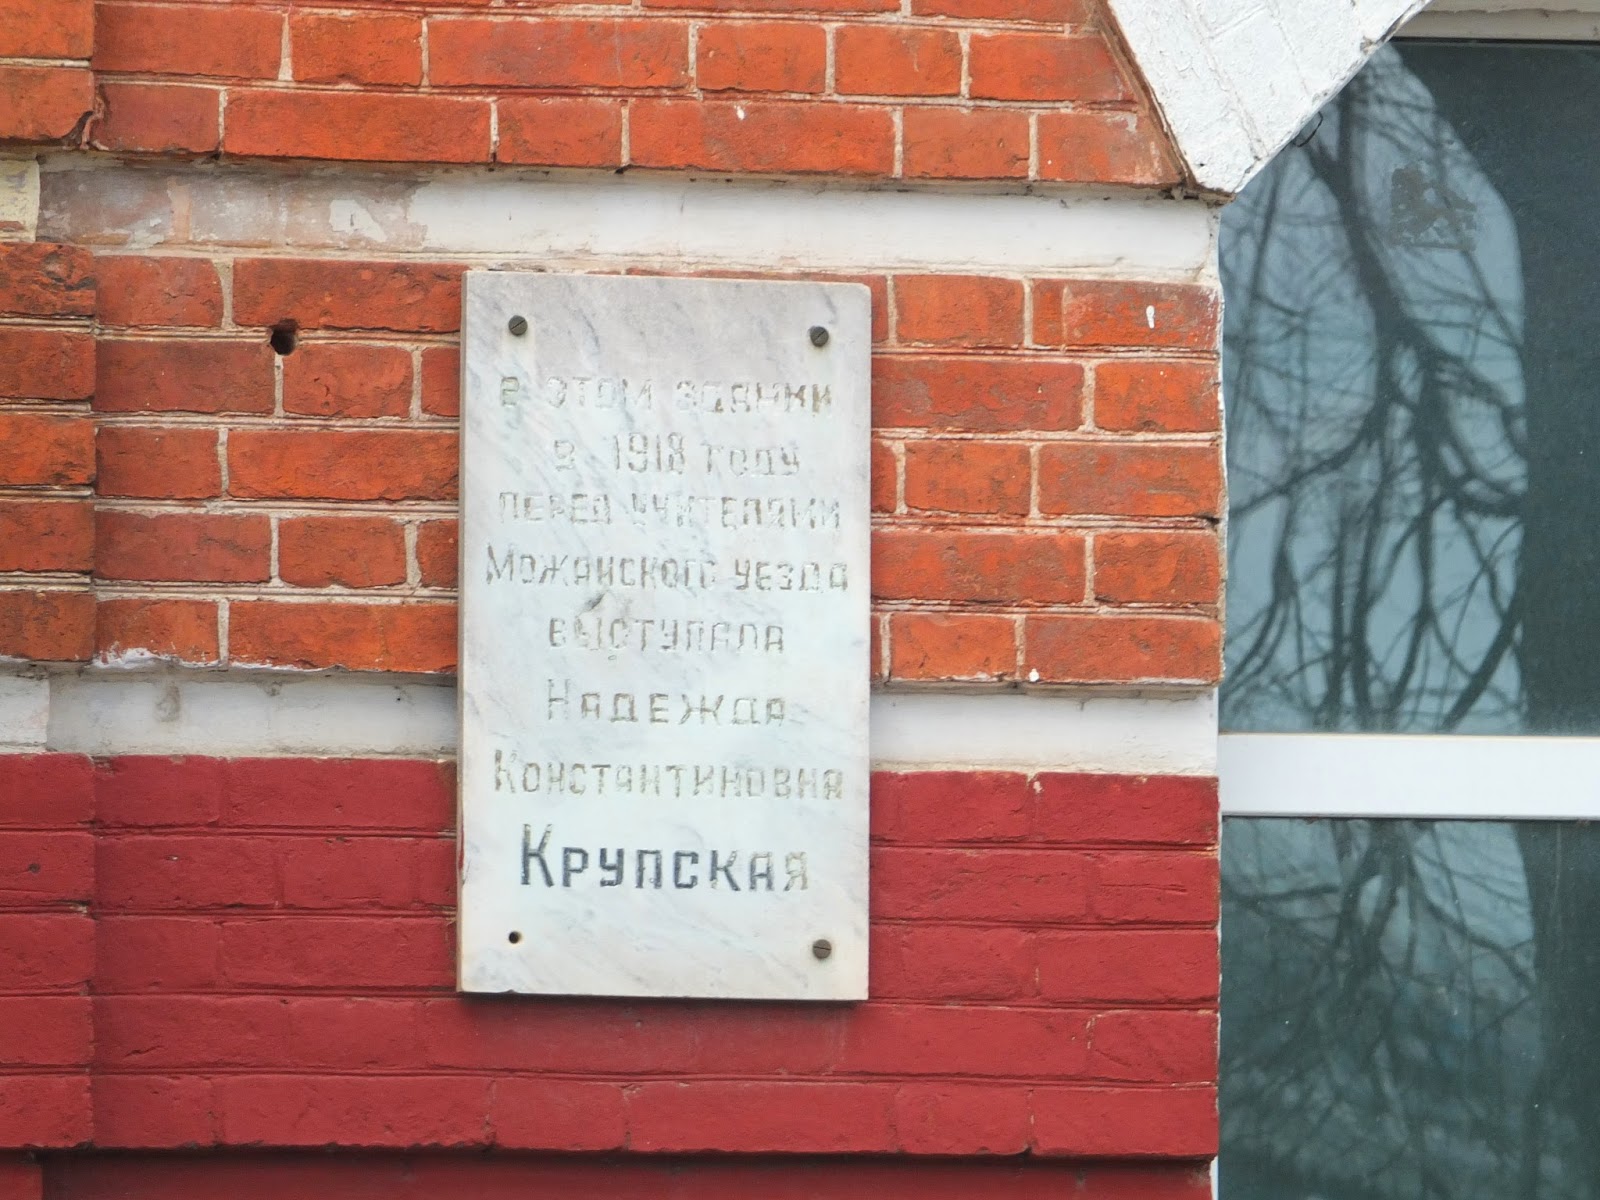 В ЭТОМ ЗДАНИИ
В 1918 ГОДУ
ПЕРЕД УЧИТЕЛЯМИ
МОЖАЙСКОГО УЕЗДА
ВЫСТУПАЛА
НАДЕЖДА
КОНСТАНТИНОВНА
КРУПСКАЯ